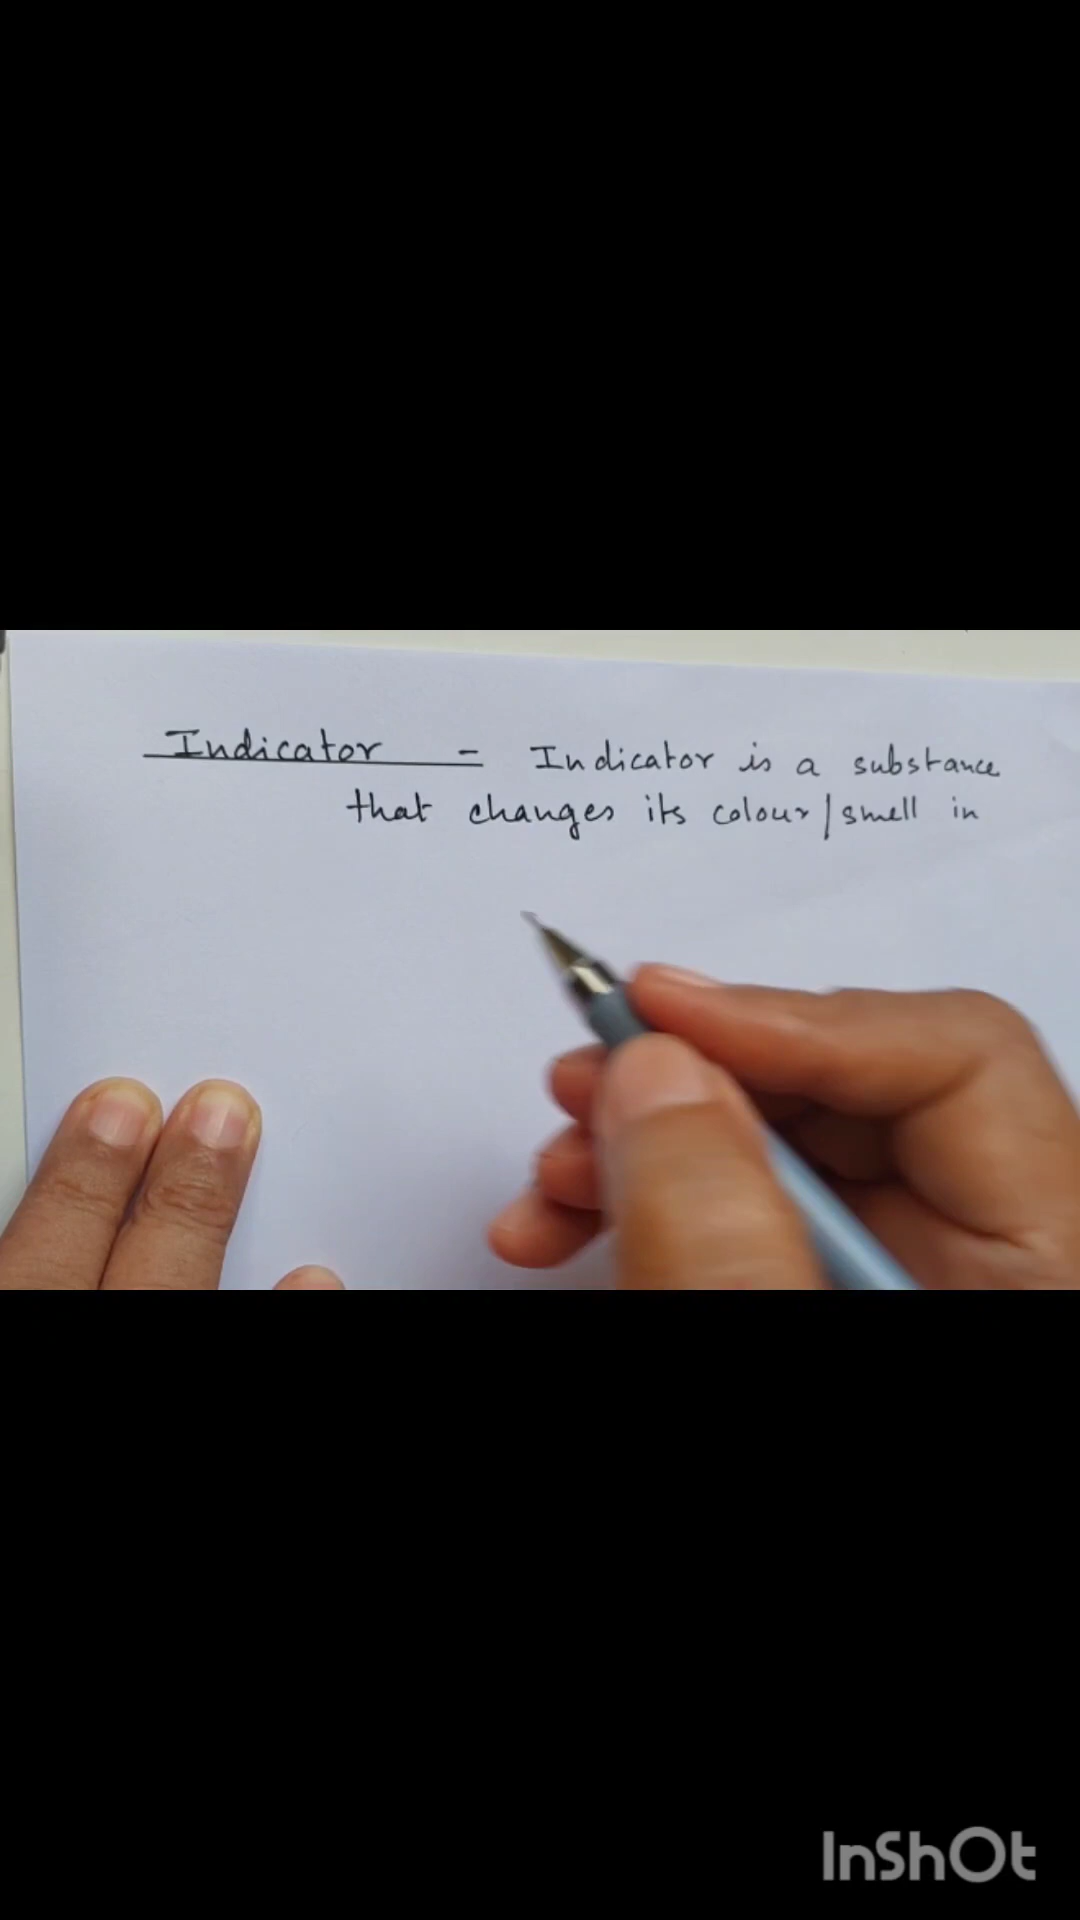 Indicator - Indicator is a substance
that changes its colour/smell in
InShOt